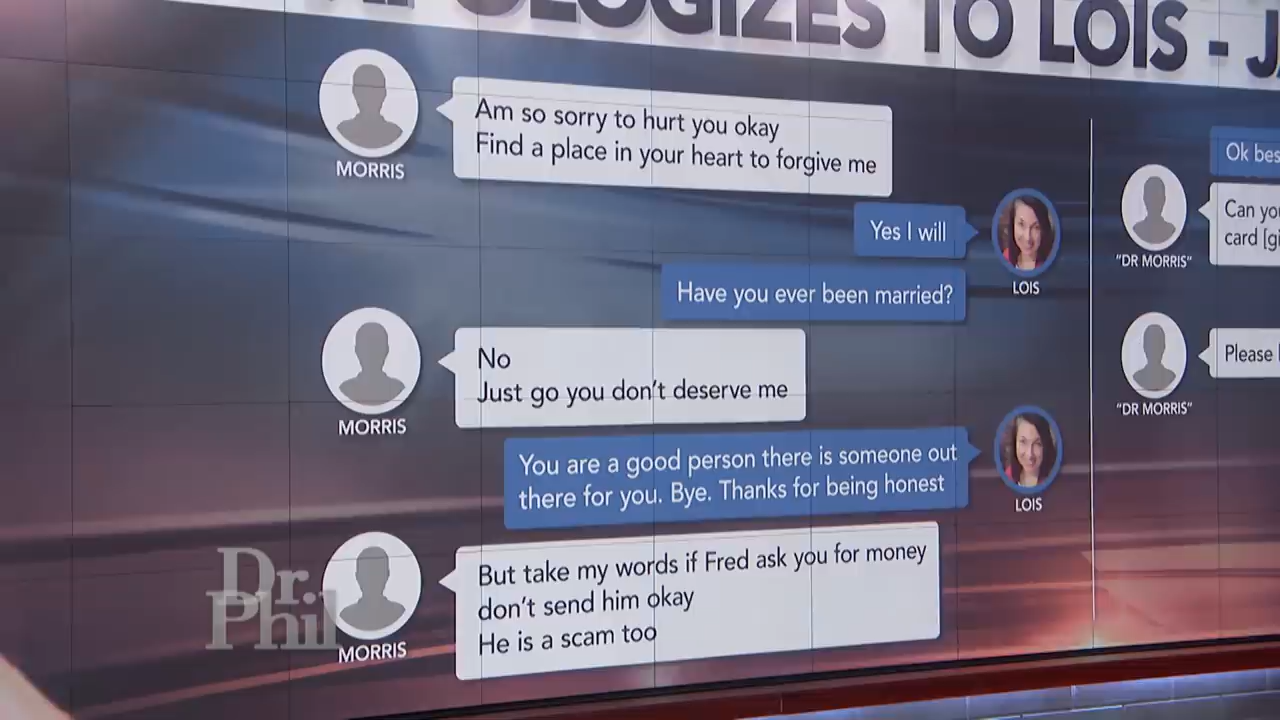 APOLOGIZES TO LOIS -
Am so sorry to hurt you okay
Find a place in your heart to forgive me
MORRIS
Yes I will
LOIS
Have you ever been married?
No
Just go you don't deserve me
MORRIS
You are a good person there is someone out
there for you. Bye. Thanks for being honest
LOIS
But take my words if Fred ask you for money
don't send him okay
He is a scam too
MORRIS
Dr.
Phil
Ok
"DR MORRIS"
Can
card
"DR MORRIS"
Please